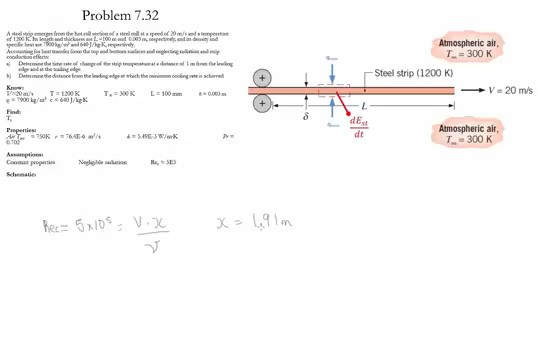 Problem 7.32
A steel strip emerges from the hot roll section of a steel mill at a speed of 20 m/s and a temperature
of 1200 K. Its length and thickness are L =100 m and 0.003 m, respectively, and its density and
specific heat are 7900 kg/m³ and 640 J/kg·K, respectively.
Accounting for heat transfer from the top and bottom surfaces and neglecting radiation and strip
conduction effects:
a) Determine the time rate of change of the strip temperature at a distance of 1 m from the leading
edge and at the trailing edge.
b) Determine the distance from the leading edge at which the minimum cooling rate is achieved
Know:
V=20 m/s T = 1200 K T∞ = 300 K L = 100 mm δ = 0.003 m
= 7900 kg/m³ c = 640 J/kg·K
Find:
Properties:
Air = 750K = 76.4E-6 m²/s = 5.49E-3 W/m·K Pr =
0.702
Assumptions:
Constant properties Negligible radiation = 5E5
Schematic:
Atmospheric air,
T∞ = 300 K
Steel strip (1200 K)
V = 20 m/s
L
δ
dEst
dt
Atmospheric air,
T∞ = 300 K
Rec = 5 x 10⁵ = V · x / ν x = 1.91 m